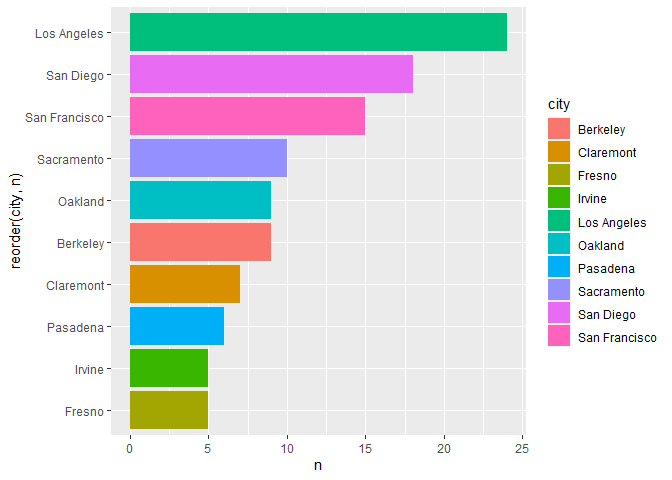 Los Angeles
San Diego
San Francisco
Sacramento
Oakland
Berkeley
Claremont
Pasadena
Irvine
Fresno
reorder(city, n)
0 5 10 15 20 25
n
city
Berkeley
Claremont
Fresno
Irvine
Los Angeles
Oakland
Pasadena
Sacramento
San Diego
San Francisco